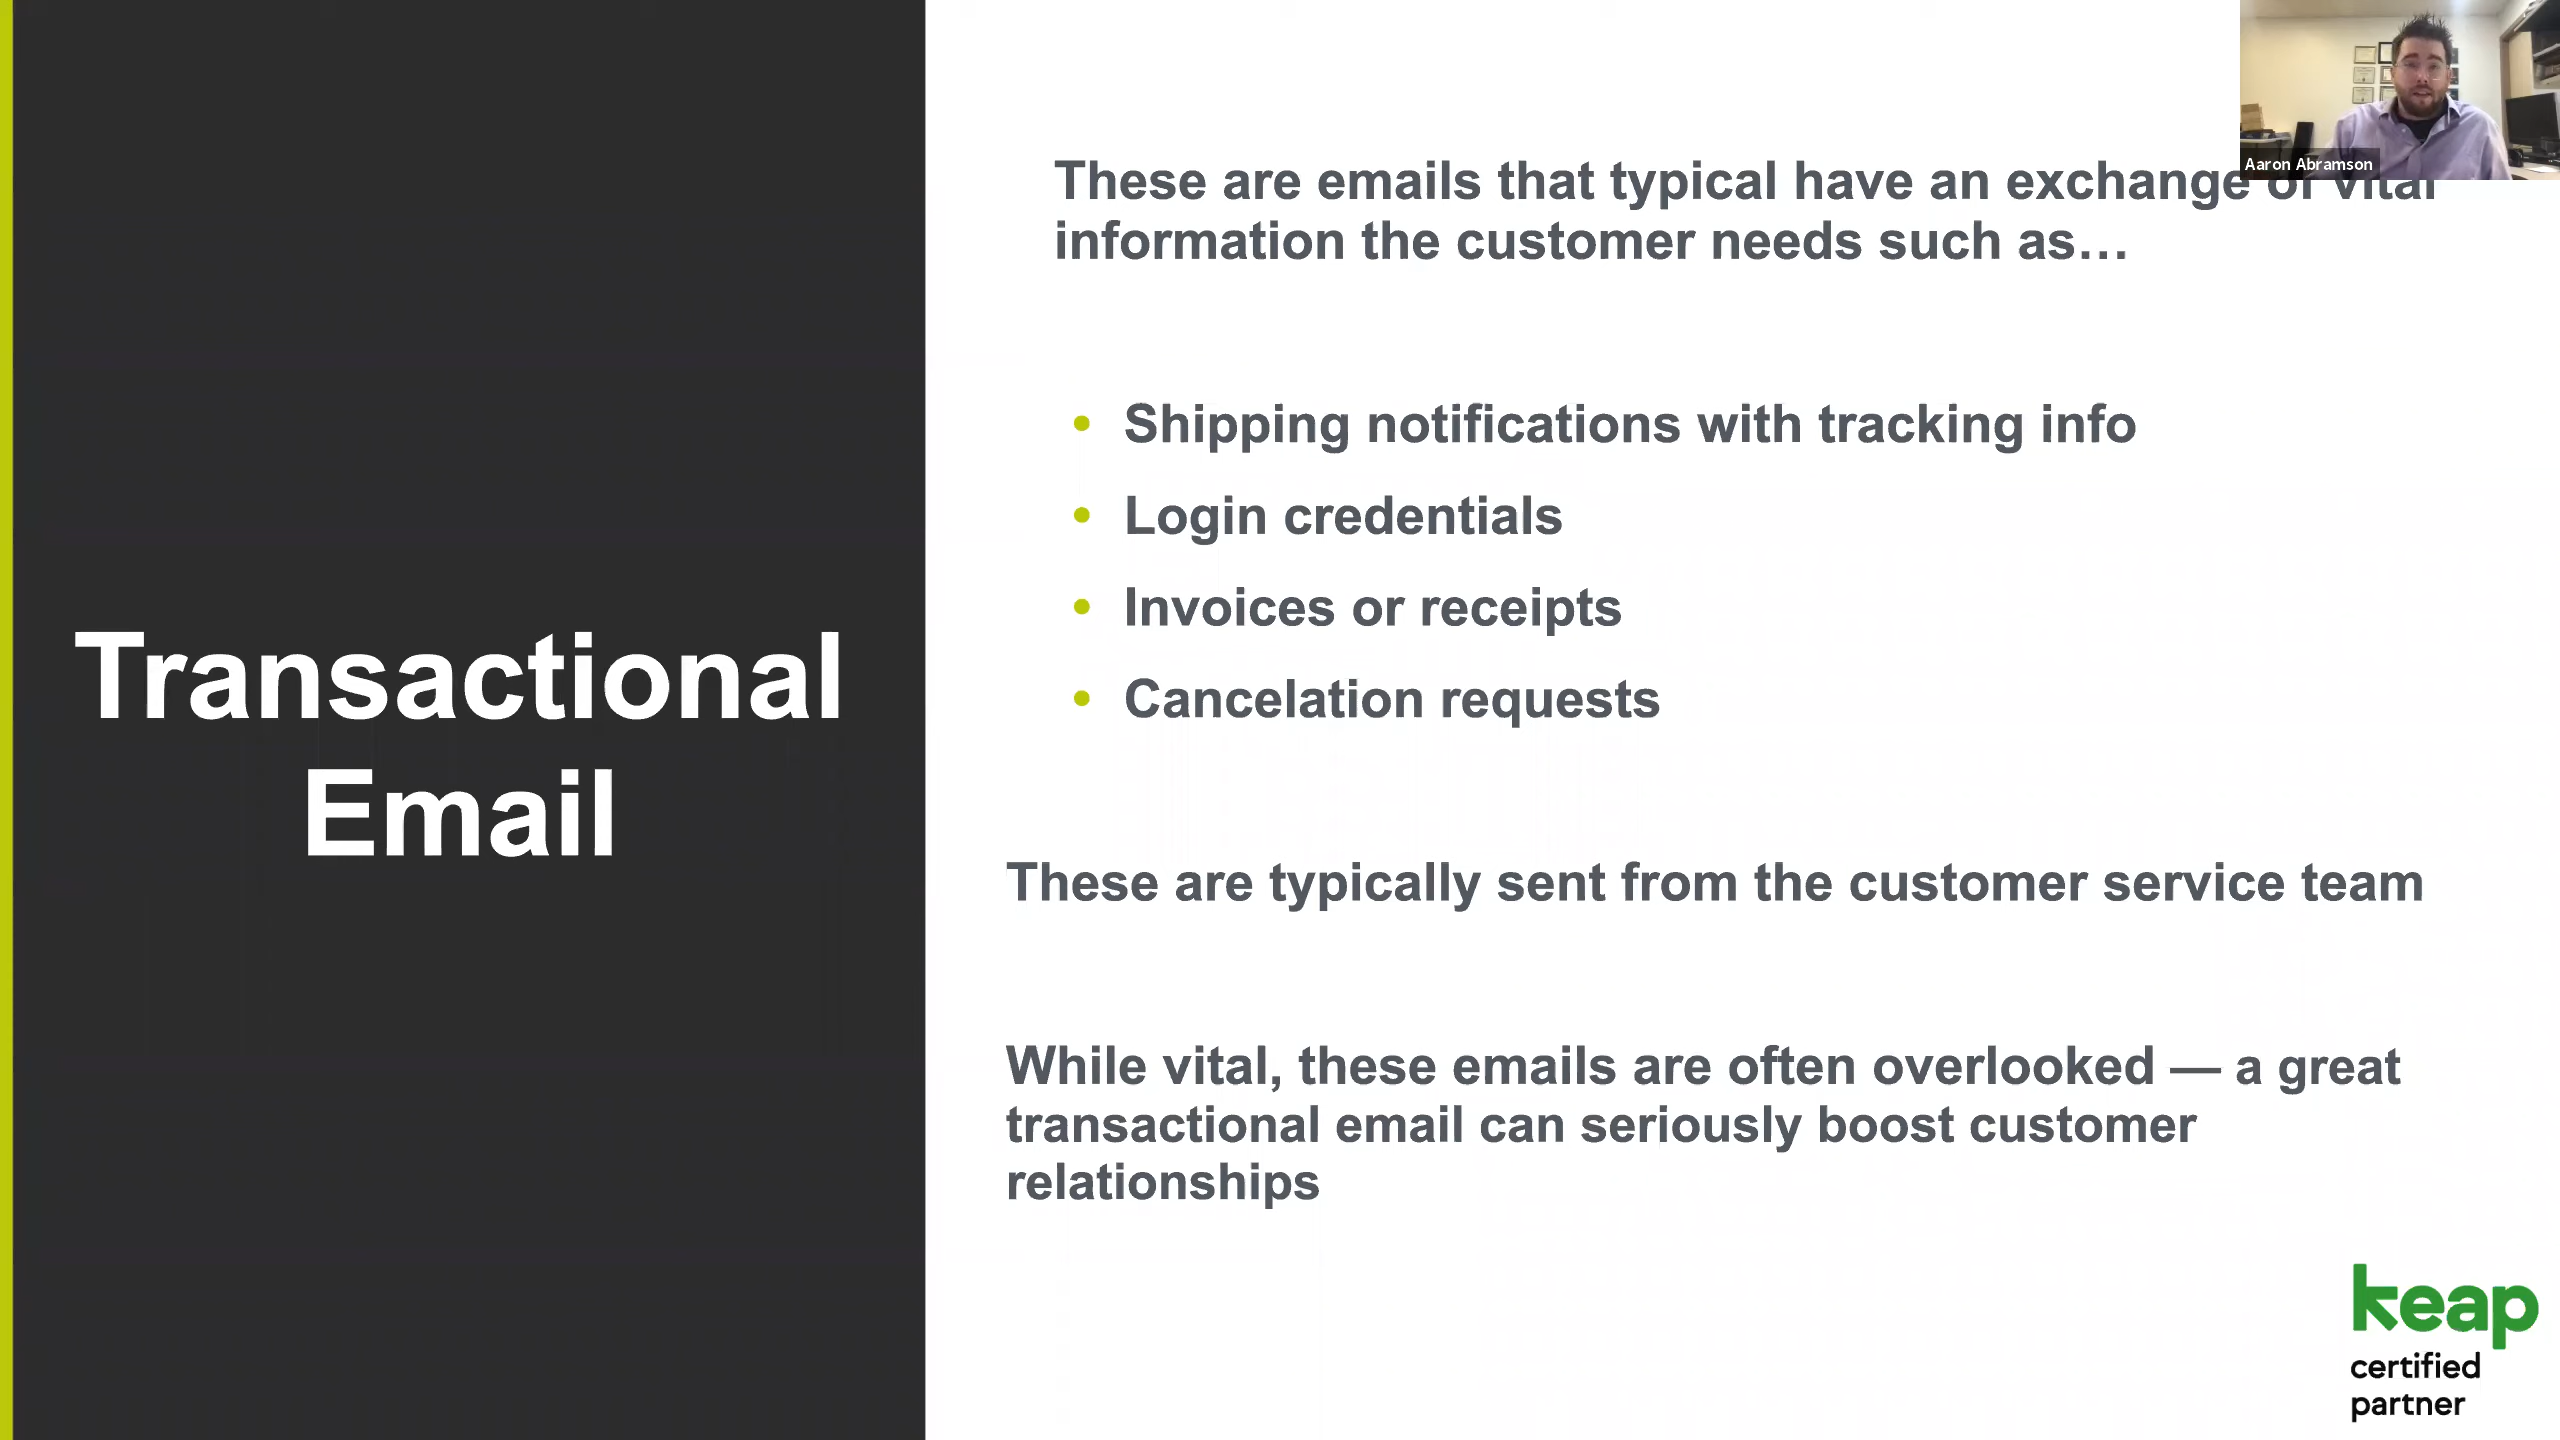 Transactional
Email
These are emails that typical have an exchange of vital
information the customer needs such as…
• Shipping notifications with tracking info
• Login credentials
• Invoices or receipts
• Cancelation requests
These are typically sent from the customer service team
While vital, these emails are often overlooked — a great
transactional email can seriously boost customer
relationships
Aaron Abramson
keap
certified
partner